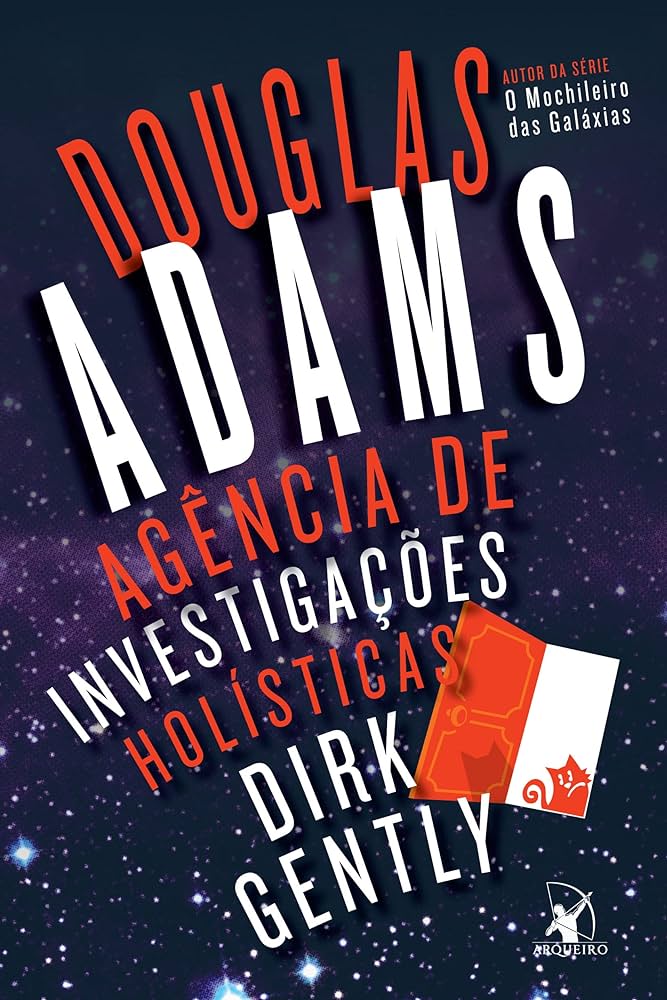 DOUGLAS
ADAMS
AUTOR DA SÉRIE
O Mochileiro
das Galáxias
AGÊNCIA DE
INVESTIGAÇÕES
HOLÍSTICAS
DIRK
GENTLY
ARQUEIRO